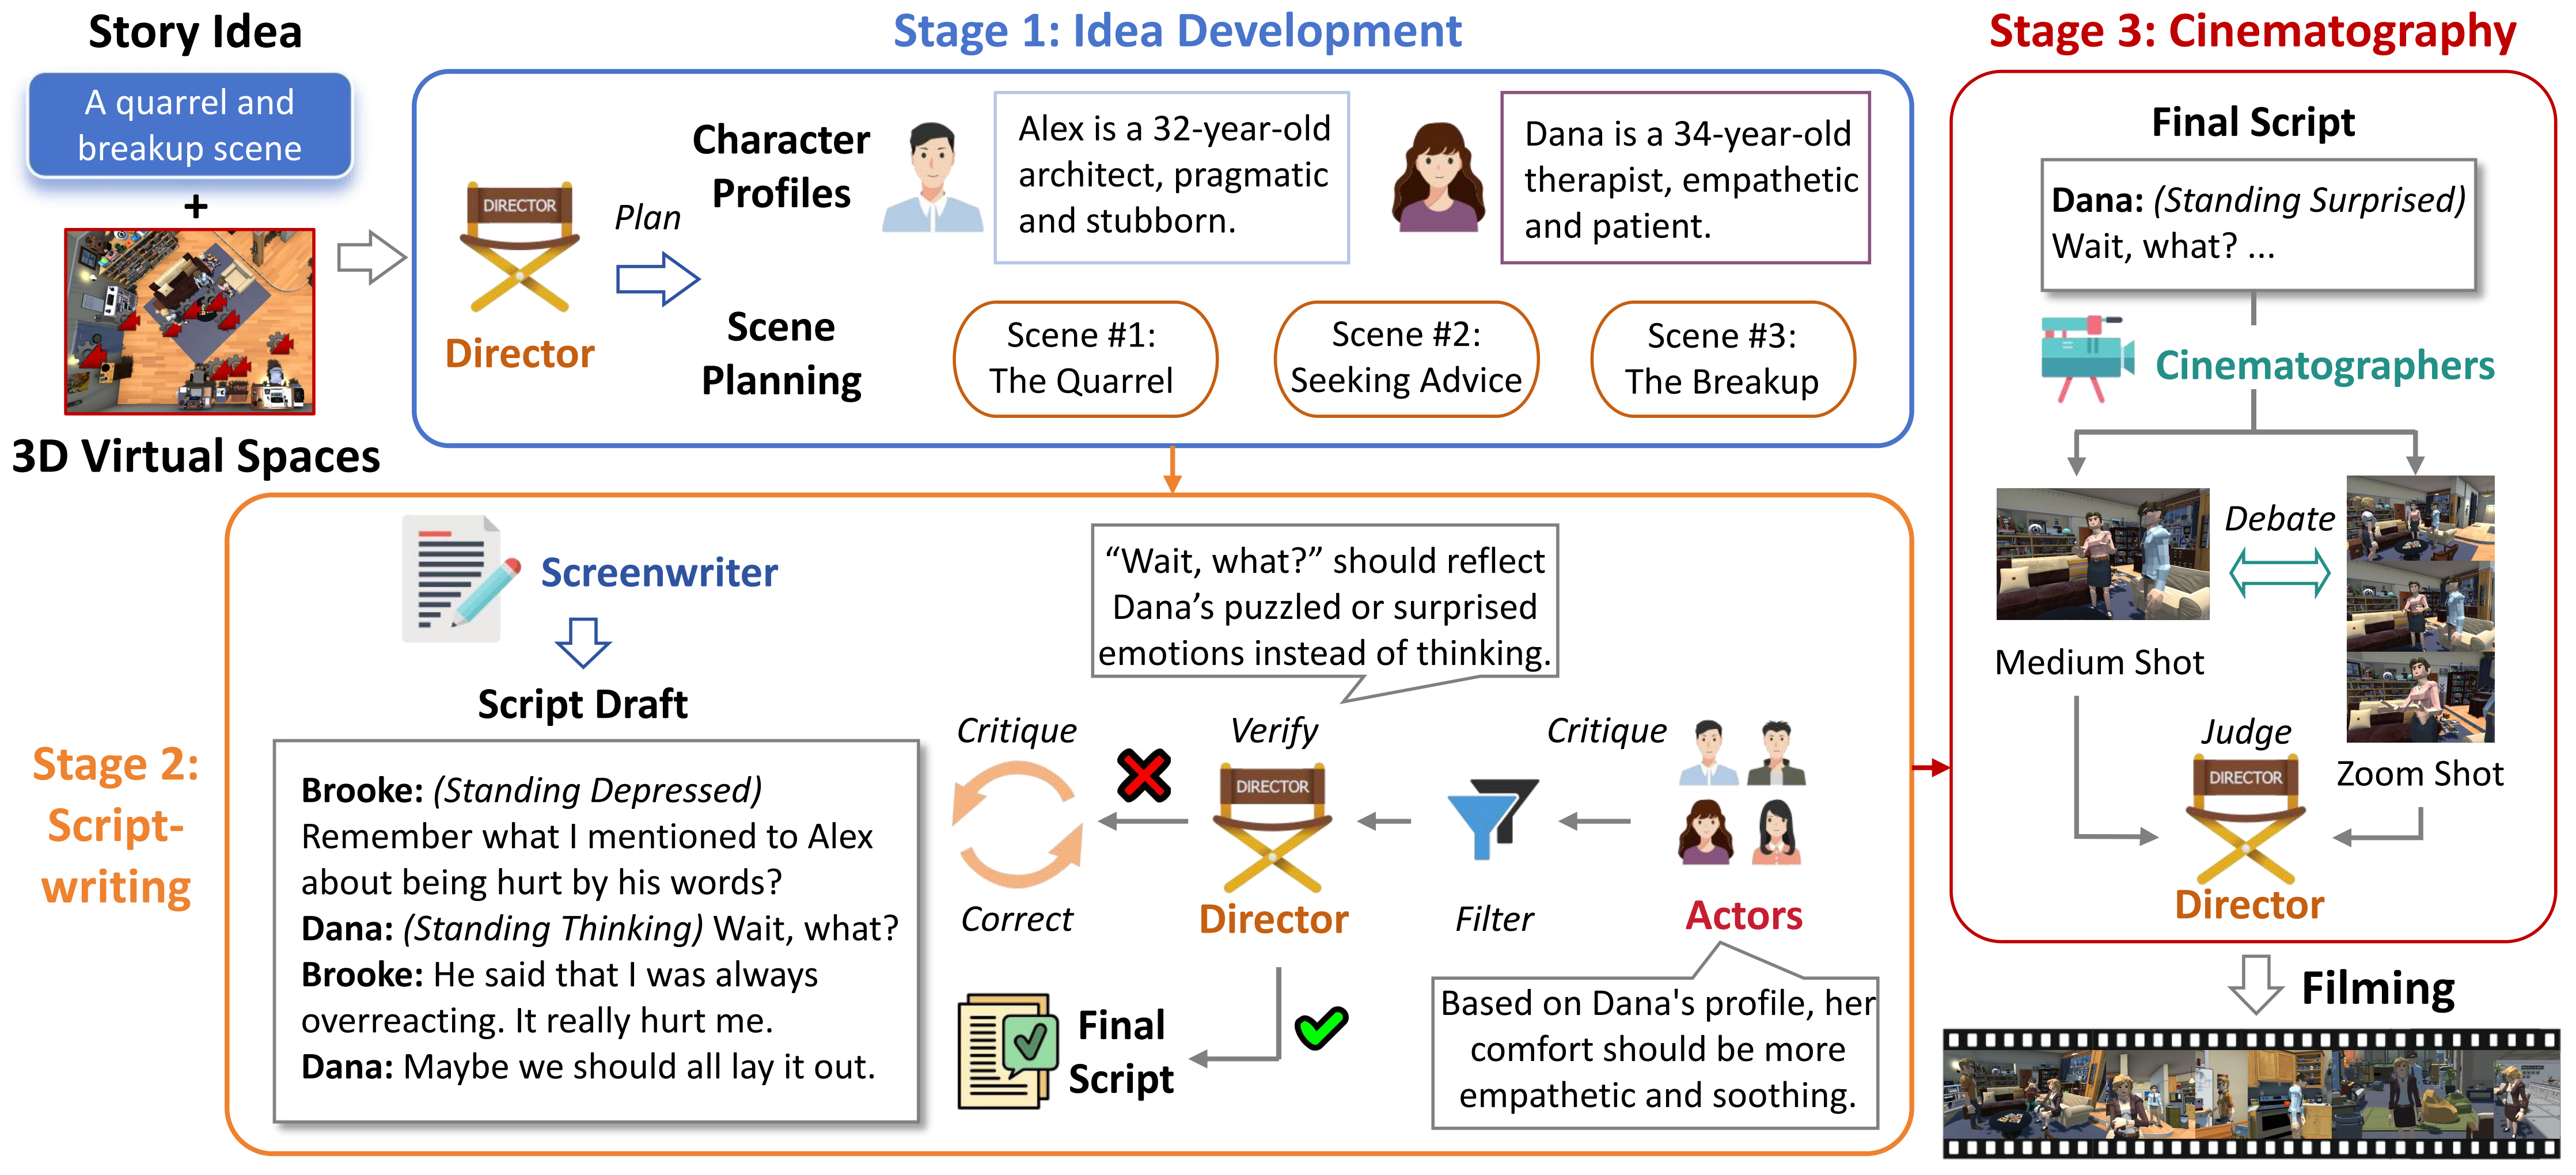 Story Idea
A quarrel and
breakup scene
+
3D Virtual Spaces
Stage 1: Idea Development
DIRECTOR
Director
Plan
Character
Profiles
Alex is a 32-year-old
architect, pragmatic
and stubborn.
Dana is a 34-year-old
therapist, empathetic
and patient.
Scene
Planning
Scene #1:
The Quarrel
Scene #2:
Seeking Advice
Scene #3:
The Breakup
Stage 2:
Script-
writing
Screenwriter
Script Draft
Brooke: (Standing Depressed)
Remember what I mentioned to Alex
about being hurt by his words?
Dana: (Standing Thinking) Wait, what?
Brooke: He said that I was always
overreacting. It really hurt me.
Dana: Maybe we should all lay it out.
“Wait, what?” should reflect
Dana’s puzzled or surprised
emotions instead of thinking.
Critique
Correct
Verify
DIRECTOR
Director
Filter
Critique
Actors
Based on Dana's profile, her
comfort should be more
empathetic and soothing.
Final
Script
Stage 3: Cinematography
Final Script
Dana: (Standing Surprised)
Wait, what? ...
Cinematographers
Debate
Medium Shot
Zoom Shot
Judge
DIRECTOR
Director
Filming